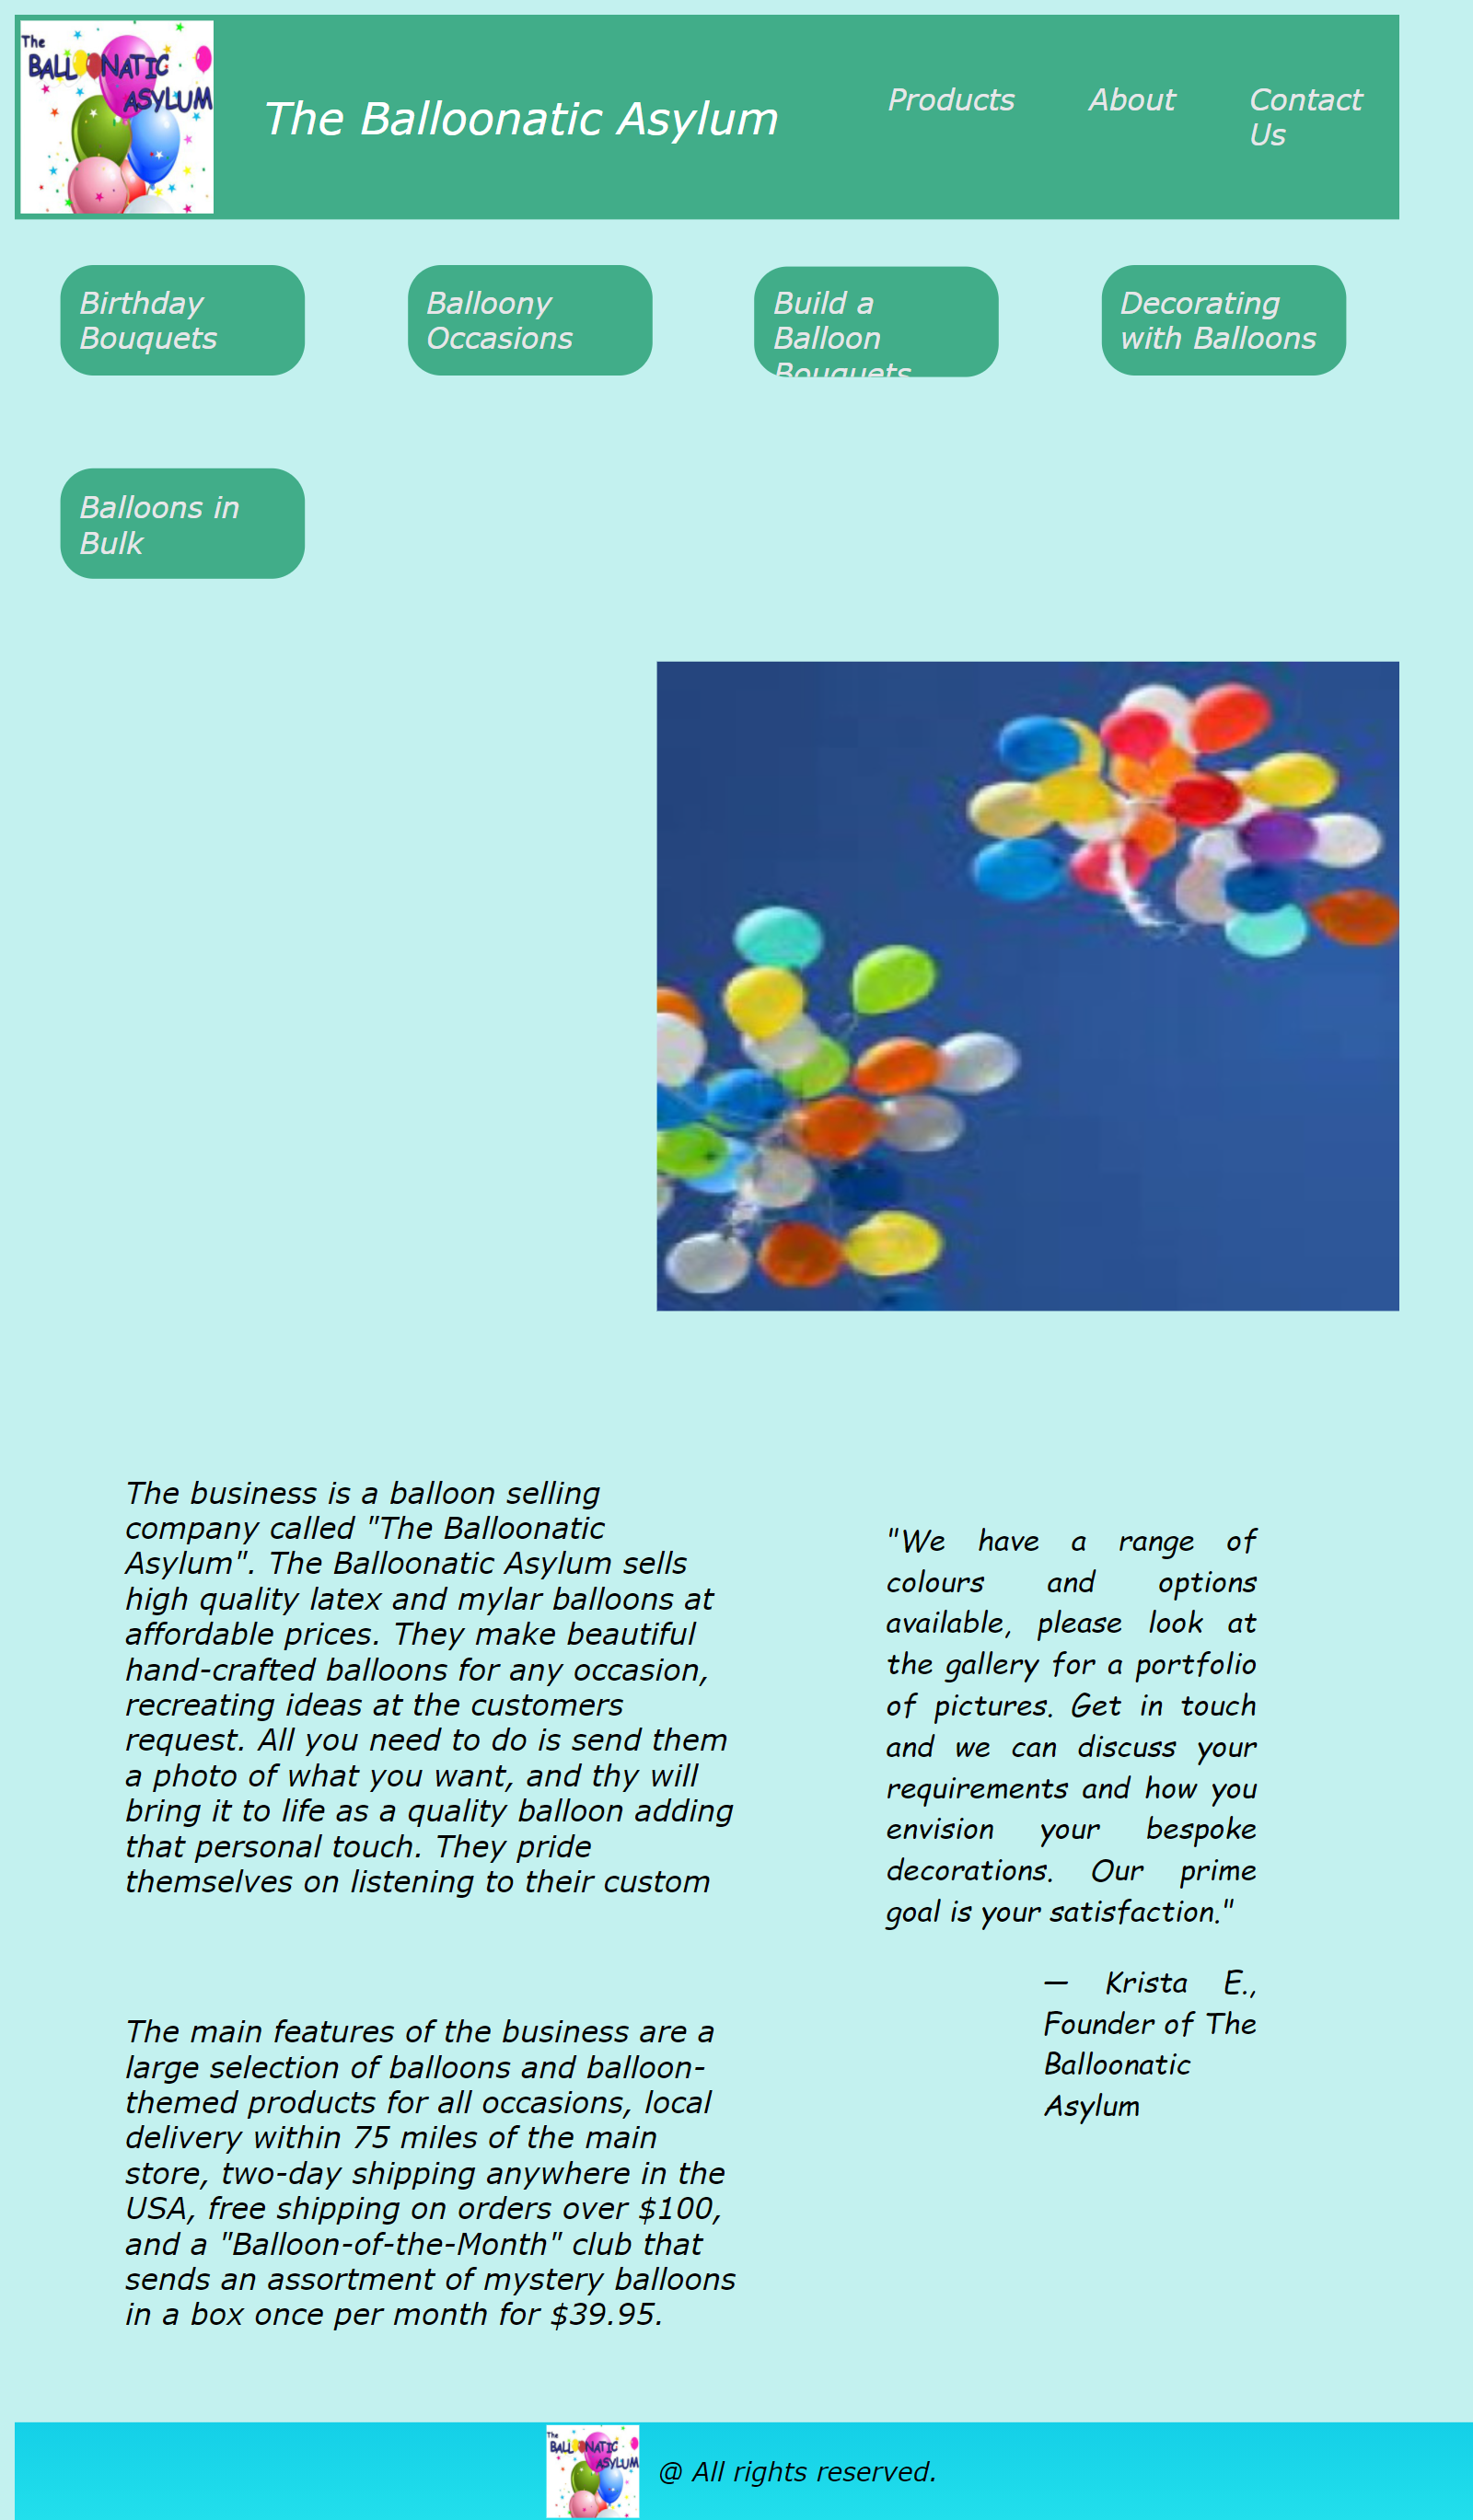 The
BALLOONATIC
ASYLUM
The Balloonatic Asylum
Products
About
Contact
Us
Birthday
Bouquets
Balloony
Occasions
Build a
Balloon
Bouquets
Decorating
with Balloons
Balloons in
Bulk
The business is a balloon selling
company called "The Balloonatic
Asylum". The Balloonatic Asylum sells
high quality latex and mylar balloons at
affordable prices. They make beautiful
hand-crafted balloons for any occasion,
recreating ideas at the customers
request. All you need to do is send them
a photo of what you want, and thy will
bring it to life as a quality balloon adding
that personal touch. They pride
themselves on listening to their custom
The main features of the business are a
large selection of balloons and balloon-
themed products for all occasions, local
delivery within 75 miles of the main
store, two-day shipping anywhere in the
USA, free shipping on orders over $100,
and a "Balloon-of-the-Month" club that
sends an assortment of mystery balloons
in a box once per month for $39.95.
"We have a range of
colours and options
available, please look at
the gallery for a portfolio
of pictures. Get in touch
and we can discuss your
requirements and how you
envision your bespoke
decorations. Our prime
goal is your satisfaction."
— Krista E.,
Founder of The
Balloonatic
Asylum
The
BALLOONATIC
ASYLUM
@ All rights reserved.